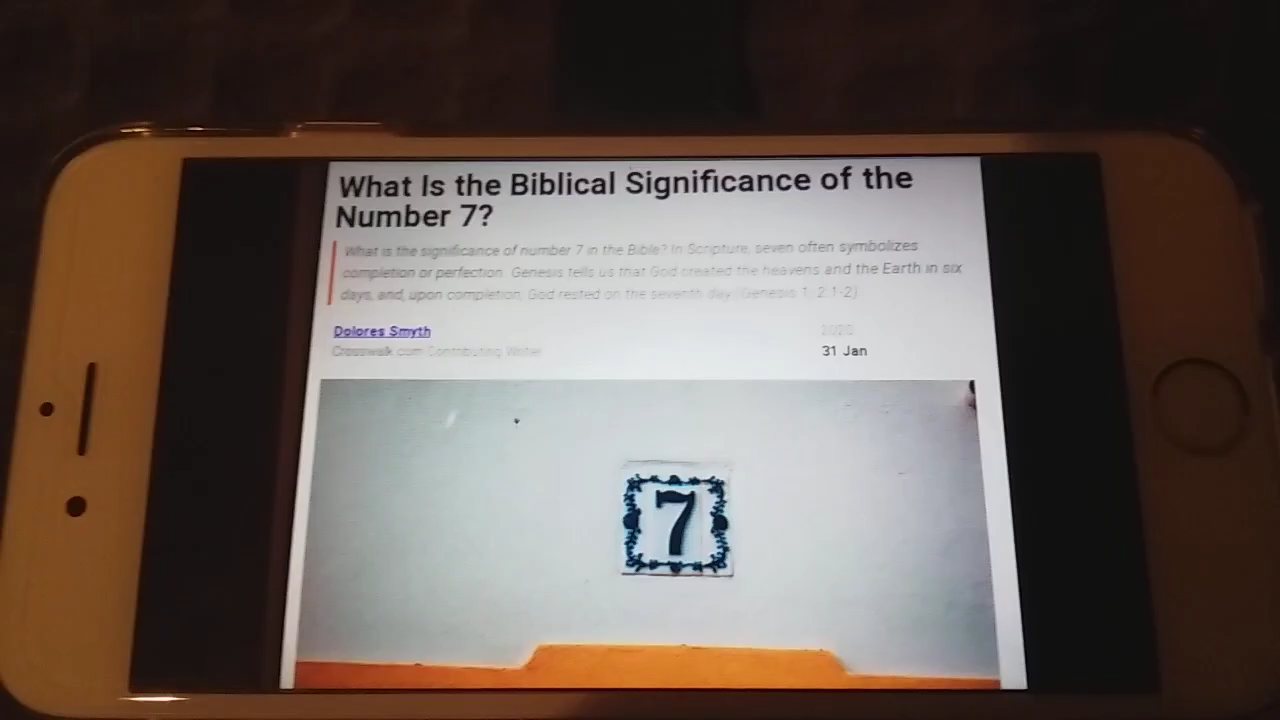 What Is the Biblical Significance of the
Number 7?
What is the significance of number 7 in the Bible? In Scripture, seven often symbolizes
completion or perfection. Genesis tells us that God created the heavens and the Earth in six
days, and, upon completion, God rested on the seventh day (Genesis 1, 2:1-2)
Dolores Smyth
2020
Crosswalk.com Contributing Writer
31 Jan
7